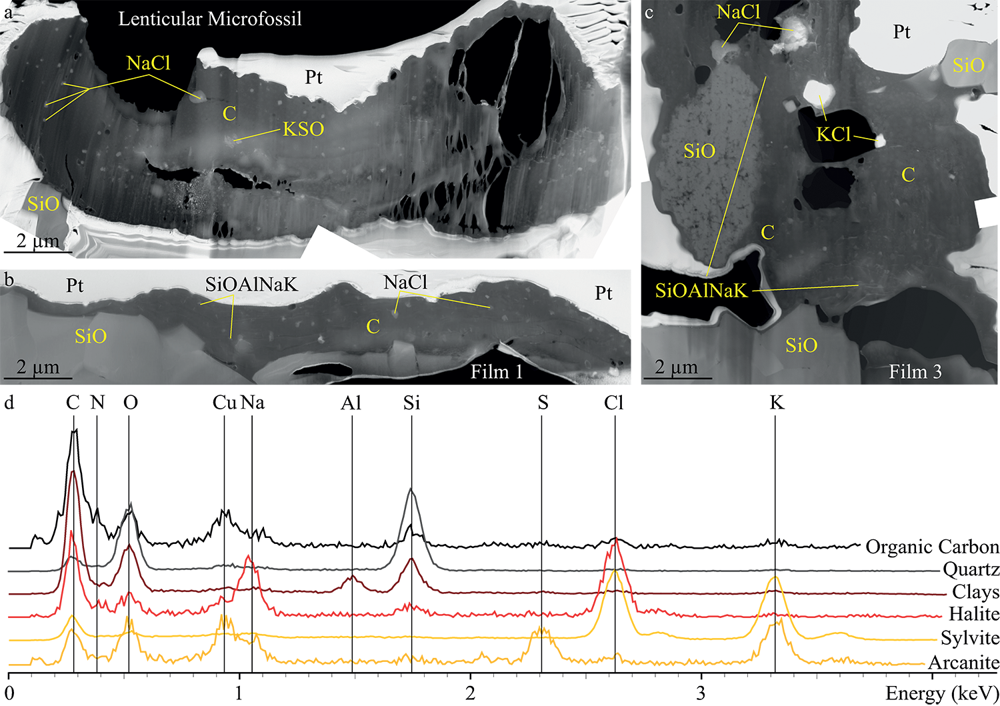 a
Lenticular Microfossil
NaCl
Pt
C
KSO
SiO
2 µm
b
Pt
SiOAlNaK
NaCl
Pt
SiO
C
2 µm
Film 1
c
NaCl
Pt
SiO
SiO
KCl
C
C
SiOAlNaK
SiO
2 µm
Film 3
d
C N O Cu Na Al Si S Cl K
Organic Carbon
Quartz
Clays
Halite
Sylvite
Arcanite
0 1 2 3 Energy (keV)